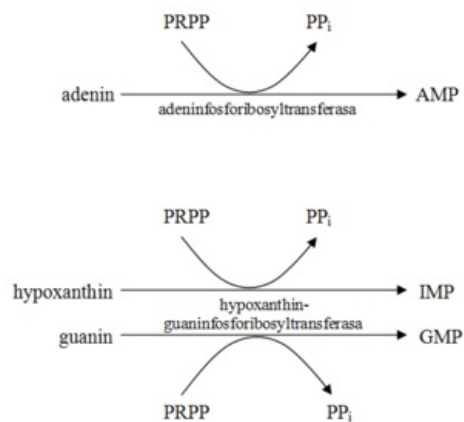 PRPP PPi
adenin AMP
adeninfosforibosyltransferasa
PRPP PPi
hypoxanthin IMP
hypoxanthin-
guaninfosforibosyltransferasa
guanin GMP
PRPP PPi